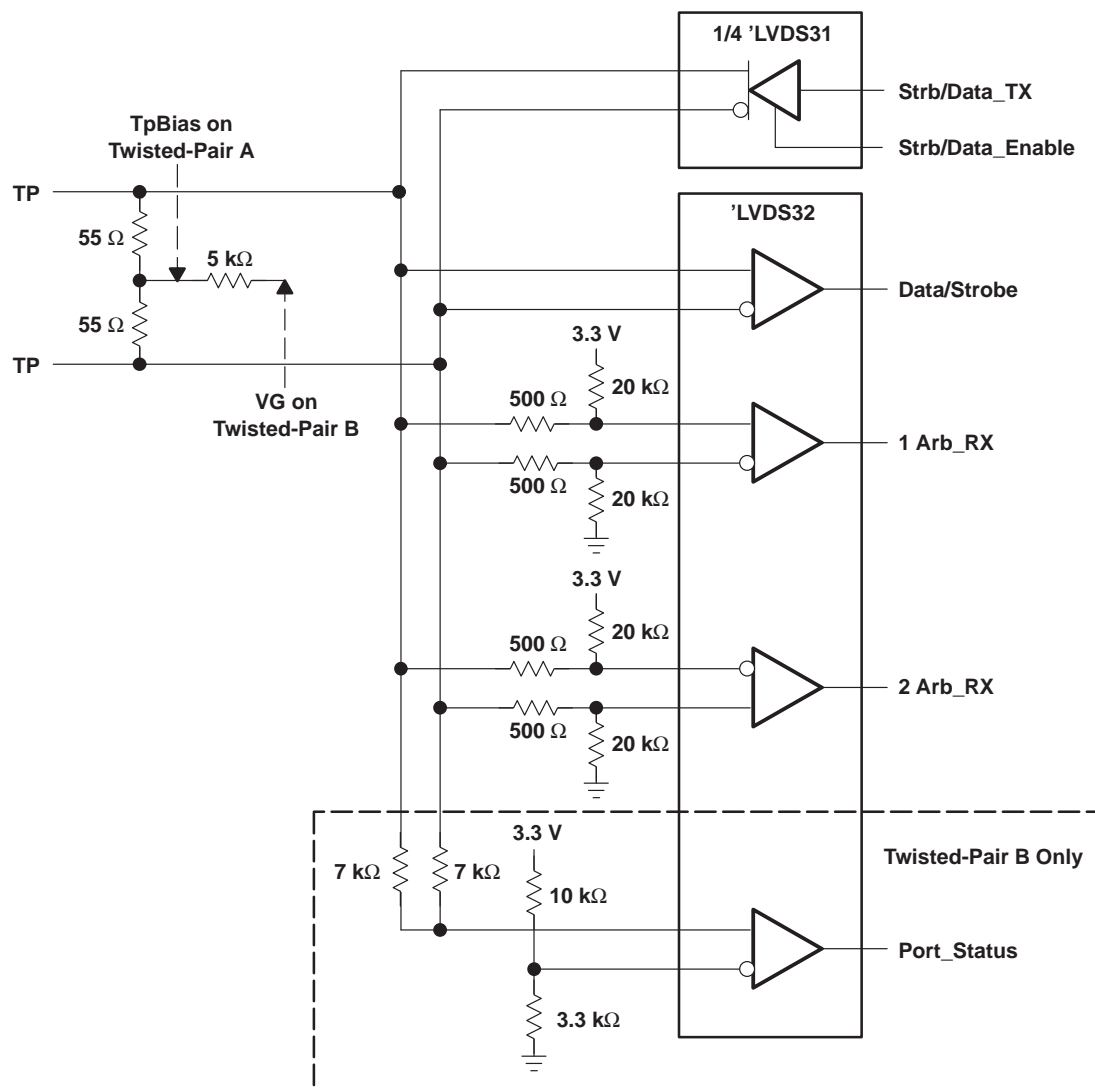 1/4 ’LVDS31
Strb/Data_TX
Strb/Data_Enable
TpBias on
Twisted-Pair A
TP
55 Ω
5 kΩ
55 Ω
TP
VG on
Twisted-Pair B
’LVDS32
Data/Strobe
3.3 V
20 kΩ
500 Ω
1 Arb_RX
500 Ω
20 kΩ
3.3 V
20 kΩ
500 Ω
2 Arb_RX
500 Ω
20 kΩ
3.3 V
Twisted-Pair B Only
7 kΩ
7 kΩ
10 kΩ
Port_Status
3.3 kΩ